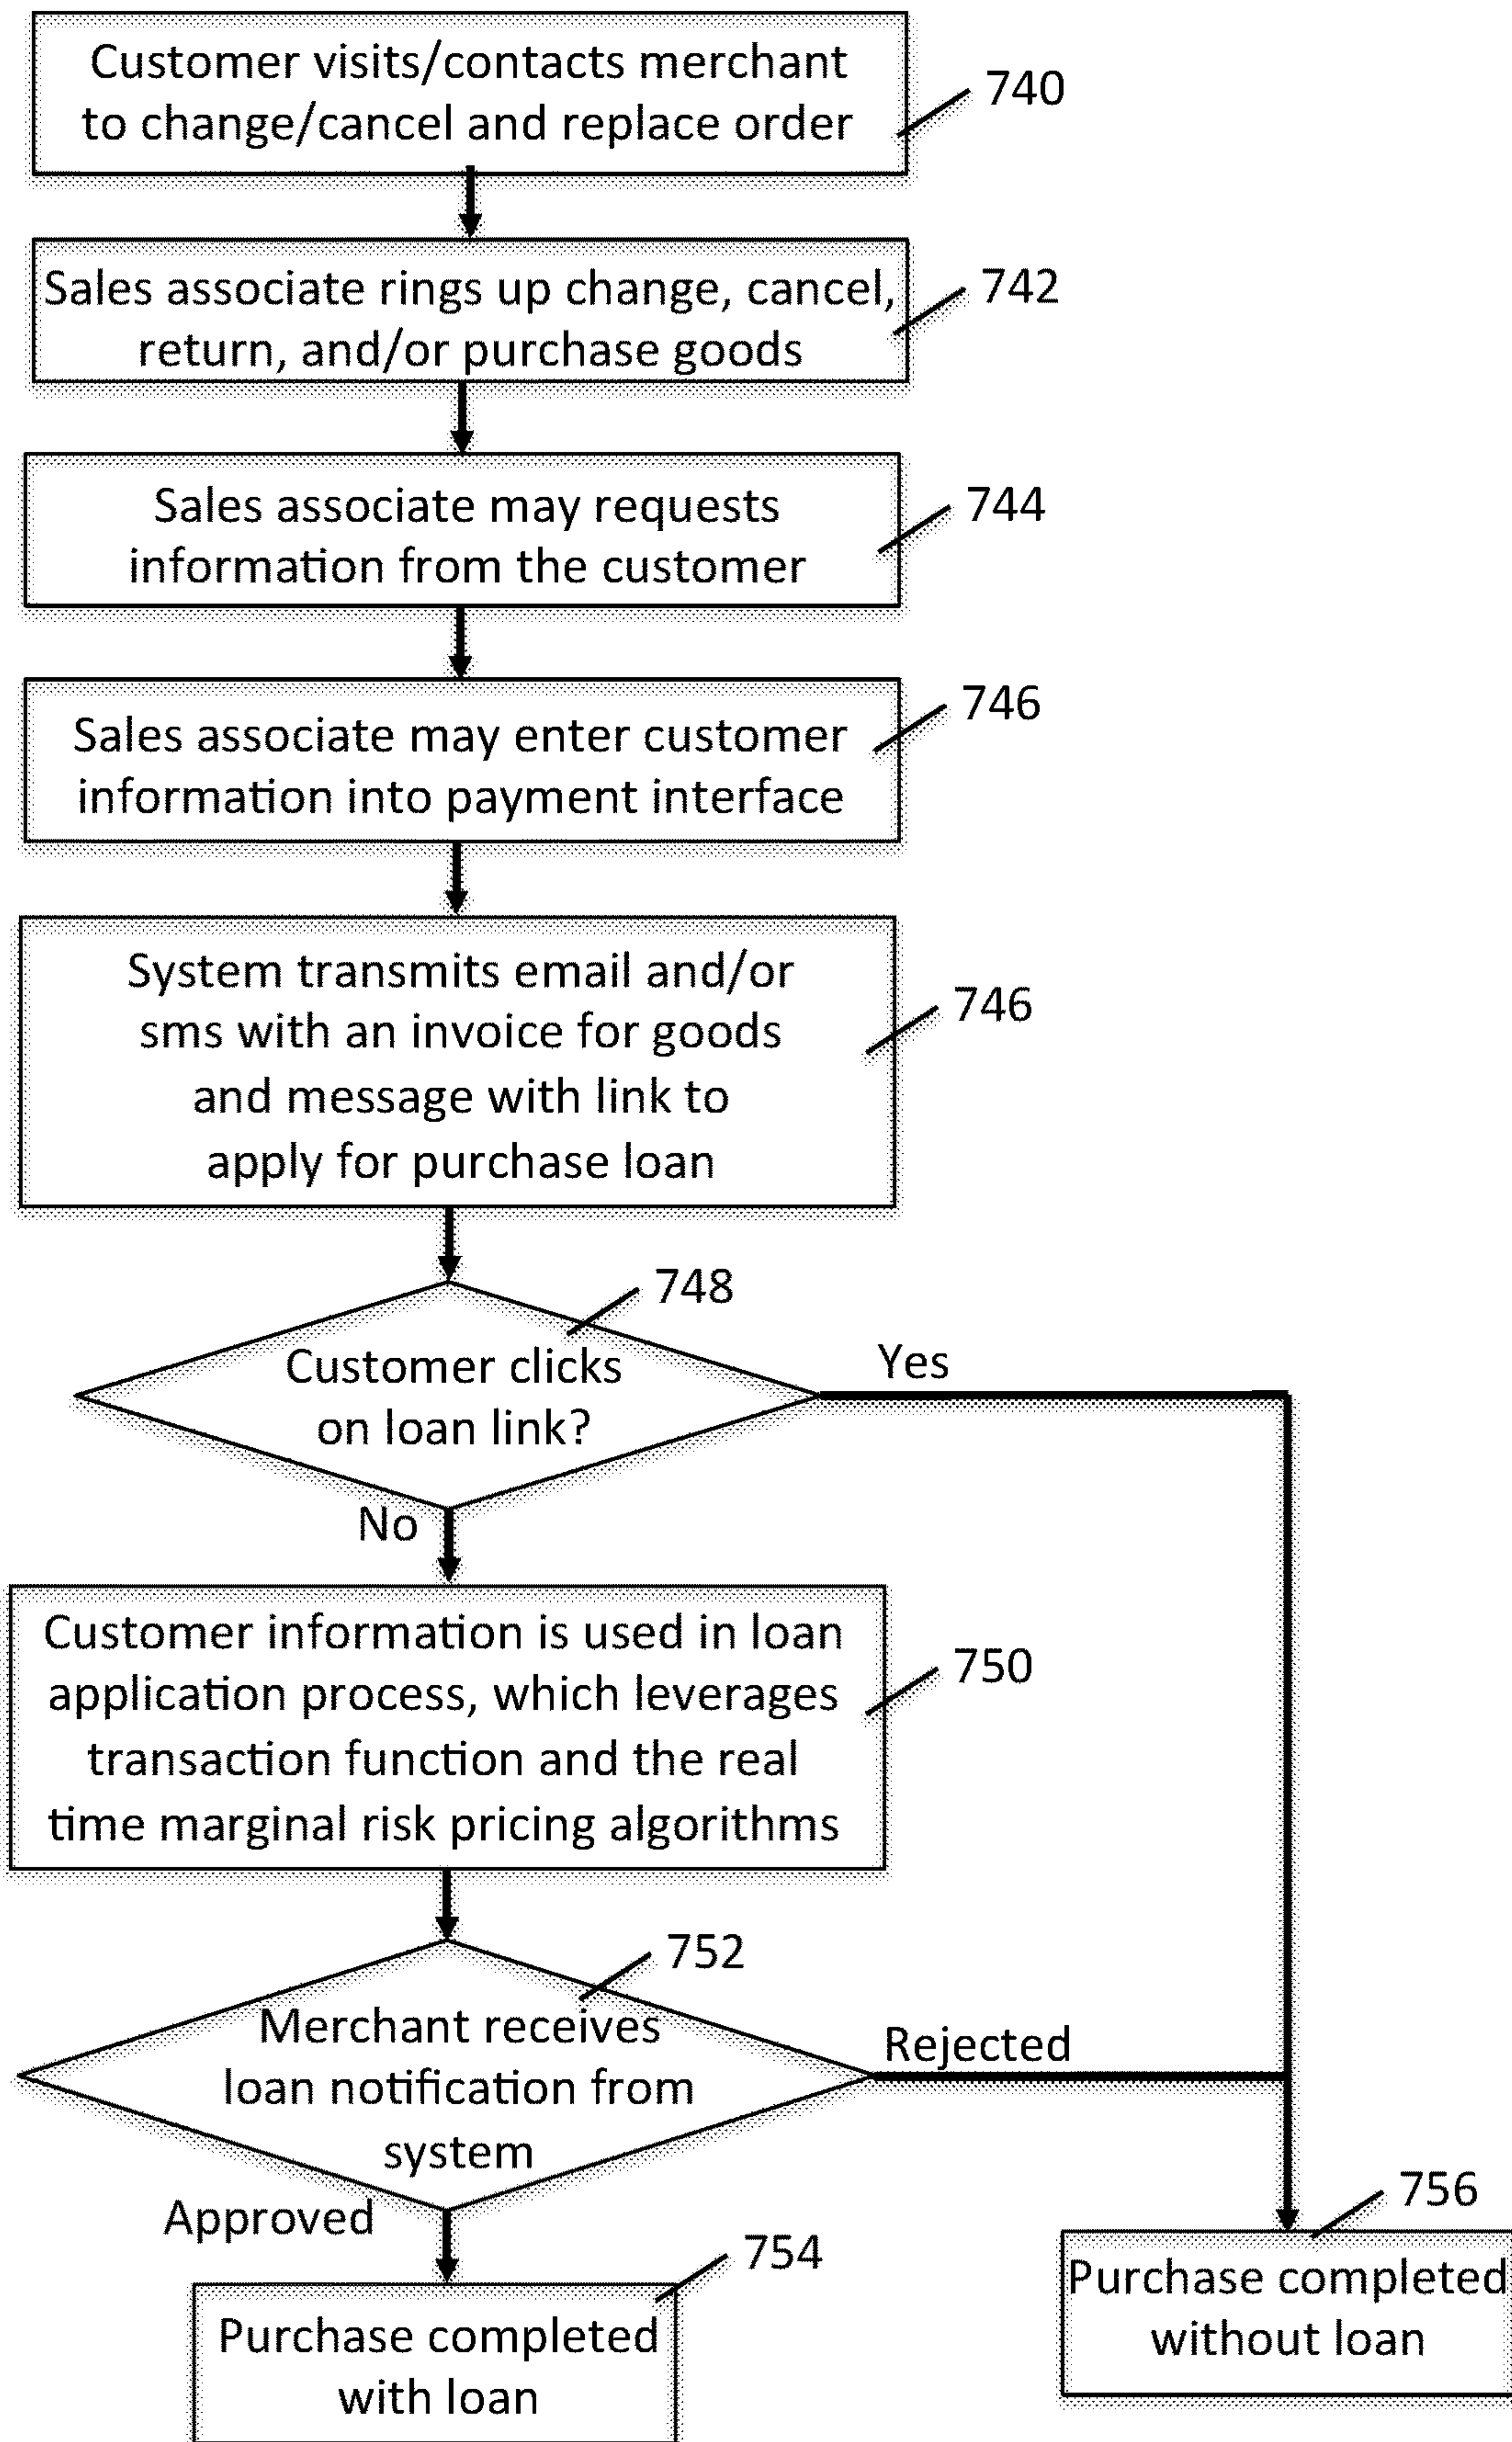 Customer visits/contacts merchant
to change/cancel and replace order
740
Sales associate rings up change, cancel,
return, and/or purchase goods
742
Sales associate may requests
information from the customer
744
Sales associate may enter customer
information into payment interface
746
System transmits email and/or
sms with an invoice for goods
and message with link to
apply for purchase loan
746
748
Customer clicks
on loan link?
Yes
No
Customer information is used in loan
application process, which leverages
transaction function and the real
time marginal risk pricing algorithms
750
752
Merchant receives
loan notification from
system
Rejected
Approved
754
Purchase completed
with loan
756
Purchase completed
without loan